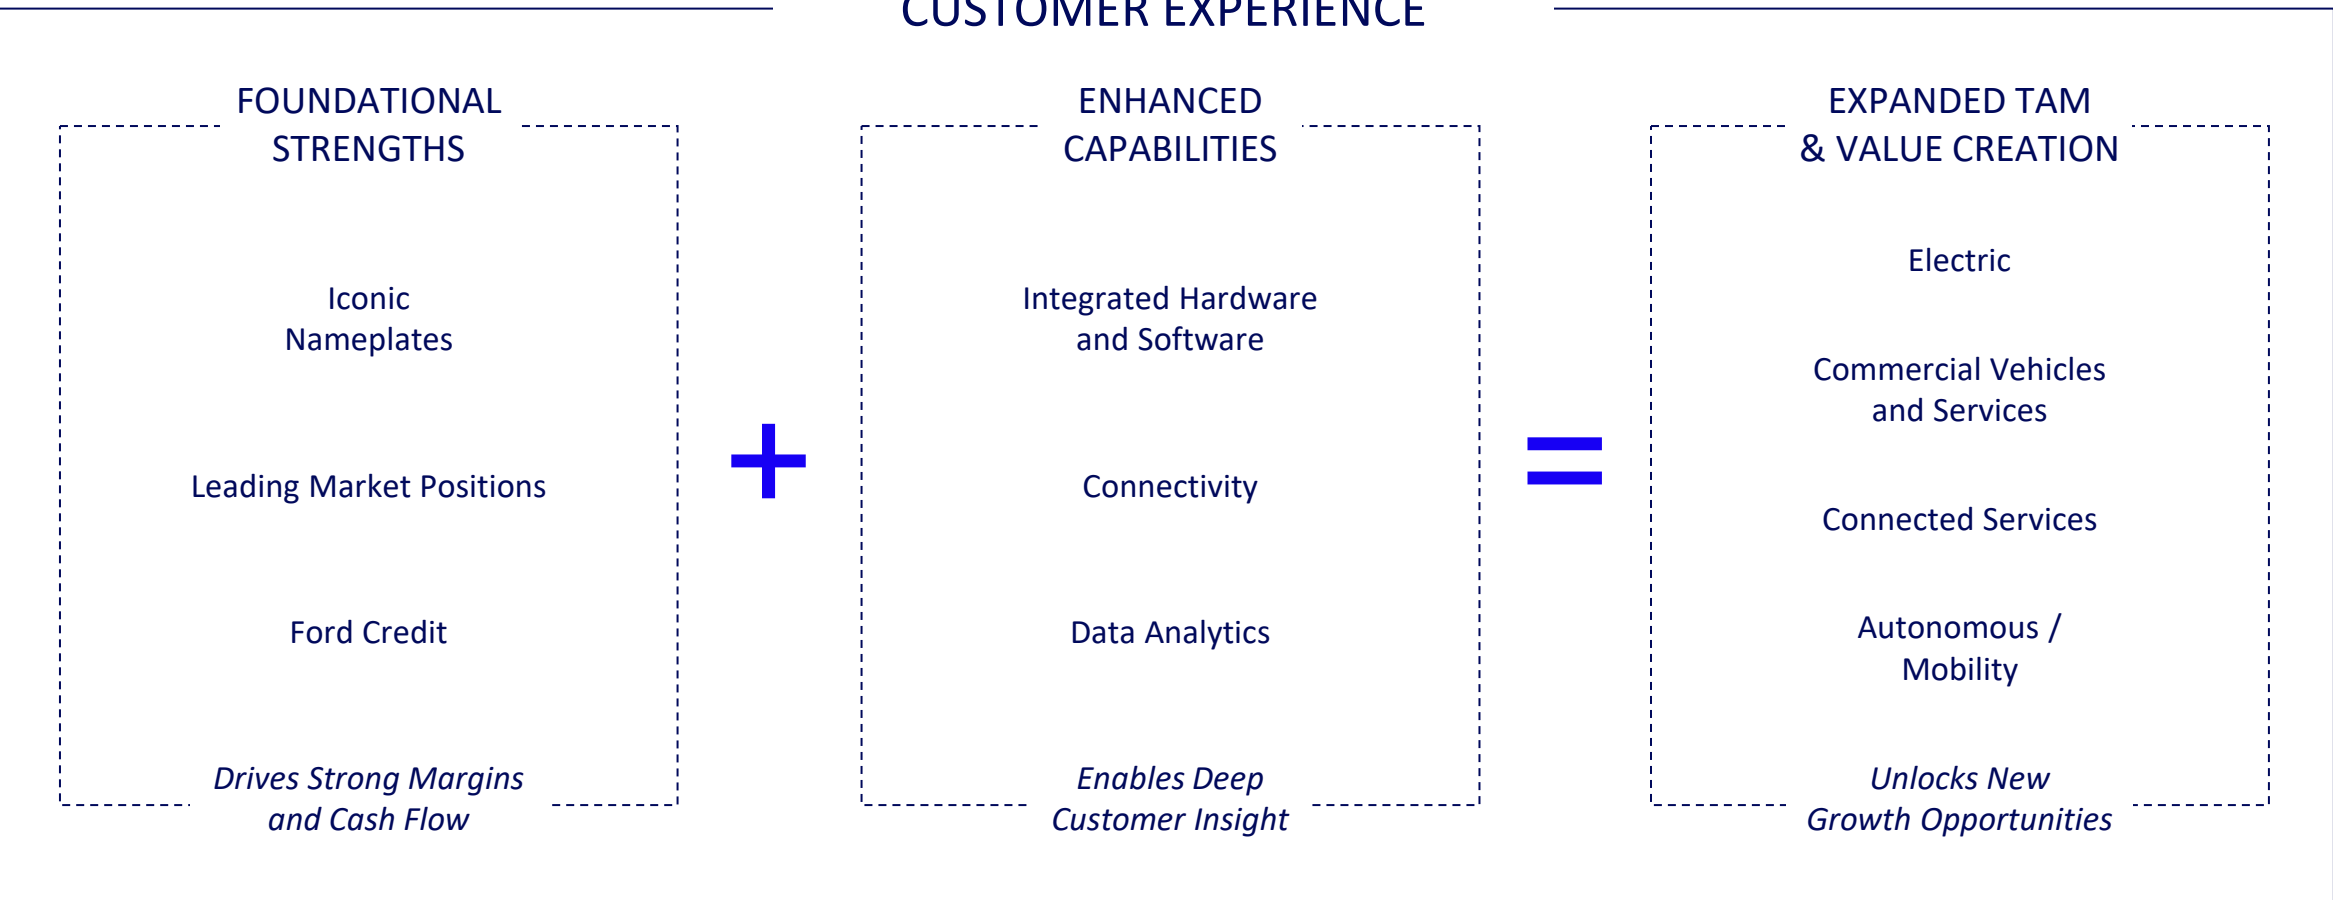 CUSTOMER EXPERIENCE
FOUNDATIONAL
STRENGTHS
Iconic
Nameplates
Leading Market Positions
Ford Credit
Drives Strong Margins
and Cash Flow
+
ENHANCED
CAPABILITIES
Integrated Hardware
and Software
Connectivity
Data Analytics
Enables Deep
Customer Insight
=
EXPANDED TAM
& VALUE CREATION
Electric
Commercial Vehicles
and Services
Connected Services
Autonomous /
Mobility
Unlocks New
Growth Opportunities